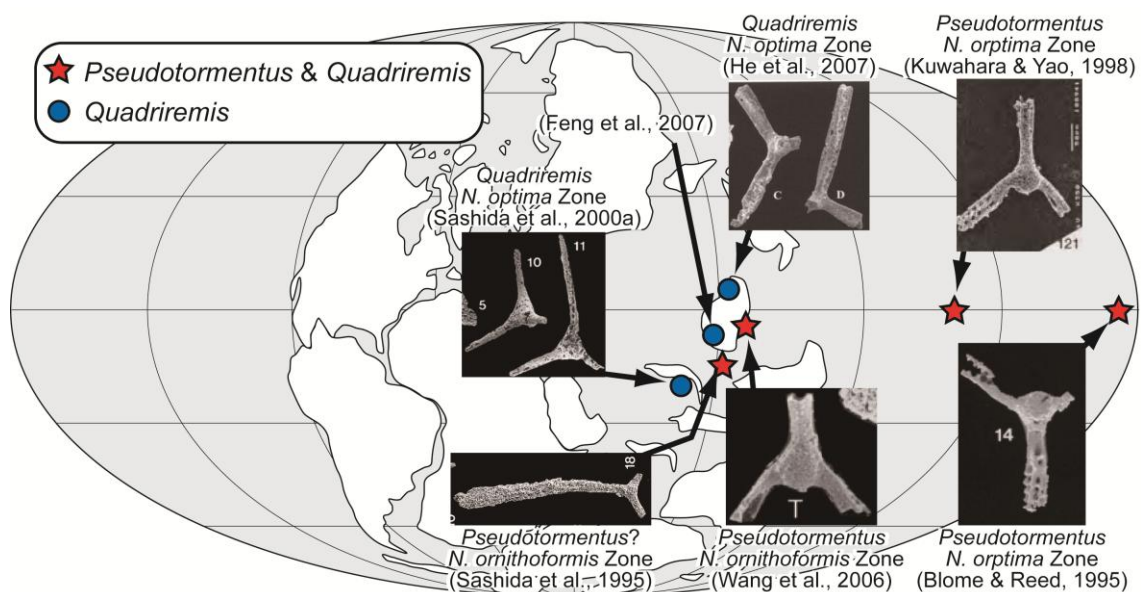 Pseudotormentus & Quadriremis
Quadriremis
(Feng et al., 2007)
Quadriremis
N. optima Zone
(He et al., 2007)
C
D
Pseudotormentus
N. orptima Zone
(Kuwahara & Yao, 1998)
121
Quadriremis
N. optima Zone
(Sashida et al., 2000a)
5
10
11
18
Pseudotormentus?
N. ornithoformis Zone
(Sashida et al., 1995)
T
Pseudotormentus
N. ornithoformis Zone
(Wang et al., 2006)
14
Pseudotormentus
N. orptima Zone
(Blome & Reed, 1995)